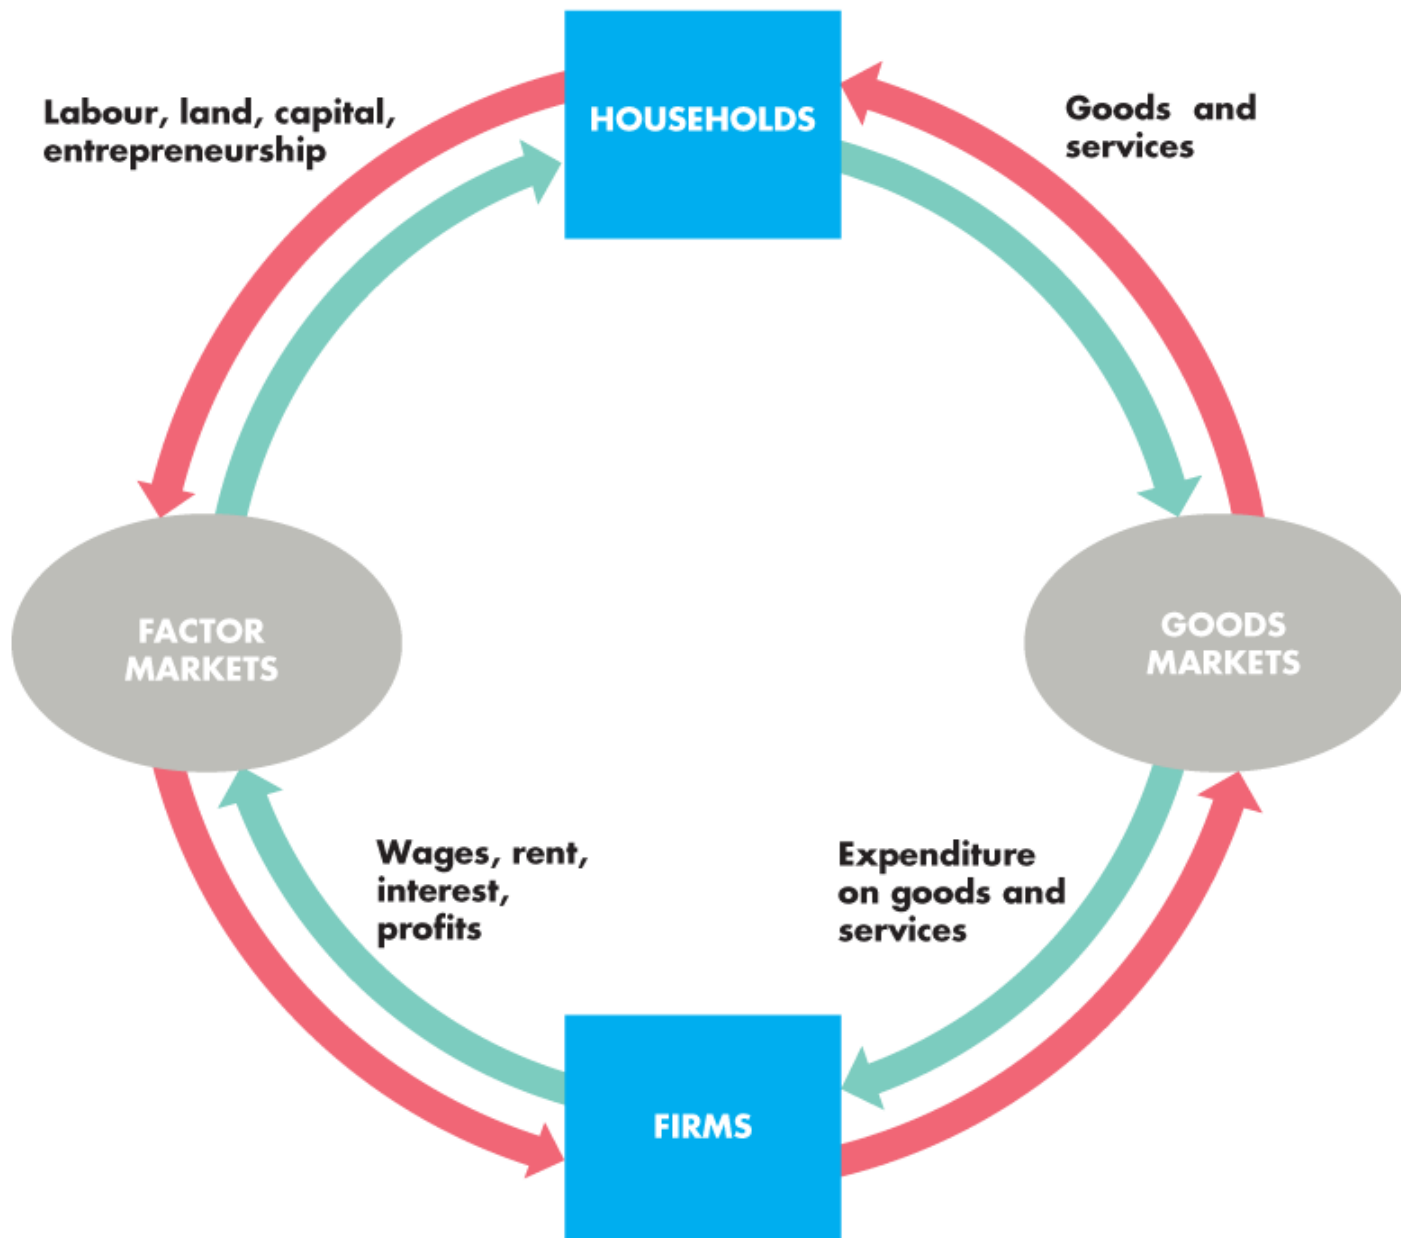 HOUSEHOLDS
Labour, land, capital,
entrepreneurship
Goods and
services
FACTOR
MARKETS
GOODS
MARKETS
Wages, rent,
interest,
profits
Expenditure
on goods and
services
FIRMS